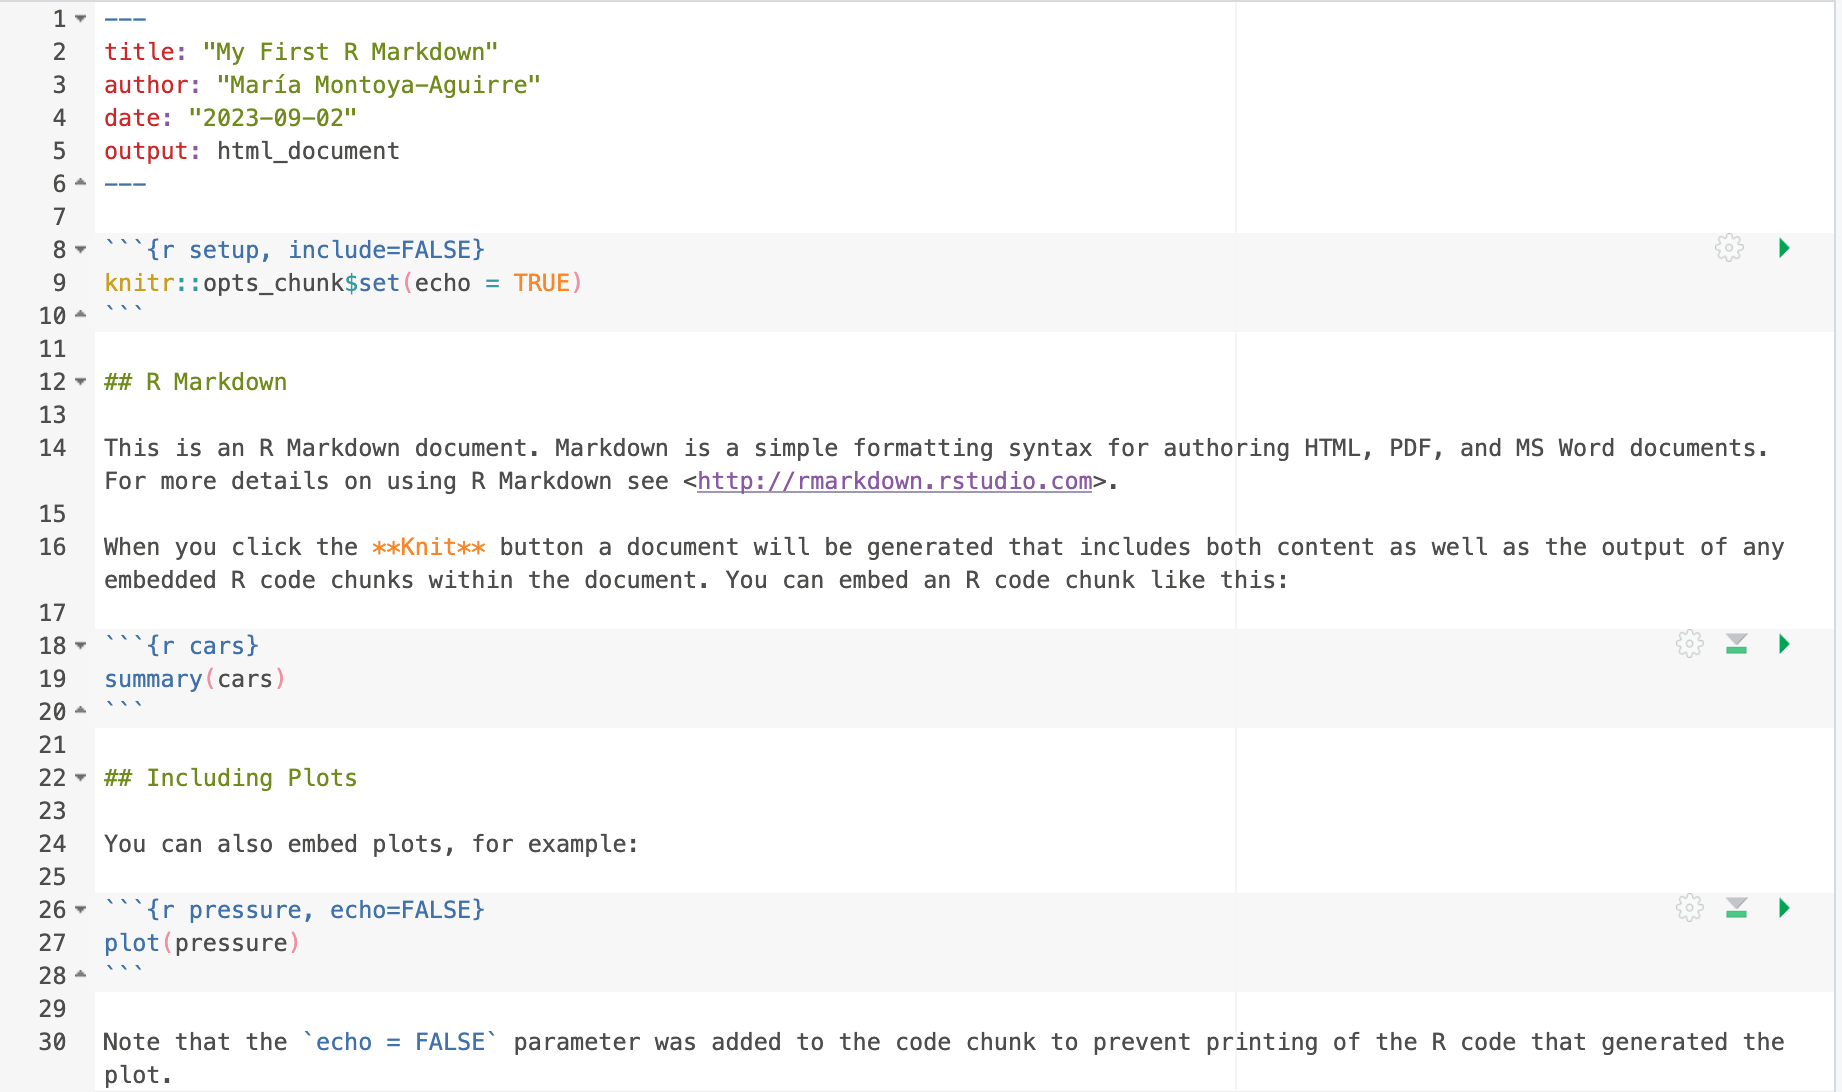 1 ---
2 title: "My First R Markdown"
3 author: "María Montoya-Aguirre"
4 date: "2023-09-02"
5 output: html_document
6 ---
7
8 ```{r setup, include=FALSE}
9 knitr::opts_chunk$set(echo = TRUE)
10 ```
11
12 ## R Markdown
13
14 This is an R Markdown document. Markdown is a simple formatting syntax for authoring HTML, PDF, and MS Word documents.
For more details on using R Markdown see <http://rmarkdown.rstudio.com>.
15
16 When you click the **Knit** button a document will be generated that includes both content as well as the output of any
embedded R code chunks within the document. You can embed an R code chunk like this:
17
18 ```{r cars}
19 summary(cars)
20 ```
21
22 ## Including Plots
23
24 You can also embed plots, for example:
25
26 ```{r pressure, echo=FALSE}
27 plot(pressure)
28 ```
29
30 Note that the `echo = FALSE` parameter was added to the code chunk to prevent printing of the R code that generated the
plot.